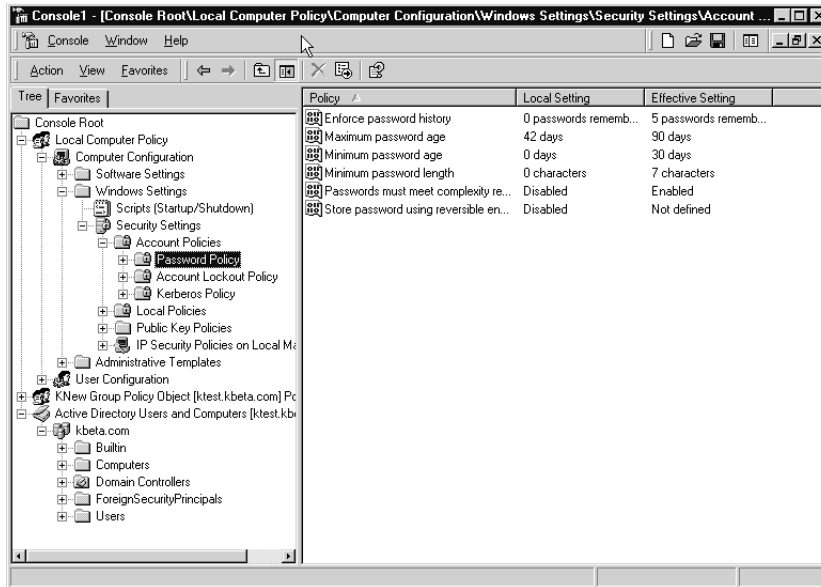 Console1 - [Console Root\Local Computer Policy\Computer Configuration\Windows Settings\Security Settings\Account ...
Console Window Help
Action View Favorites
Tree Favorites
Console Root
Local Computer Policy
Computer Configuration
Software Settings
Windows Settings
Scripts (Startup/Shutdown)
Security Settings
Account Policies
Password Policy
Account Lockout Policy
Kerberos Policy
Local Policies
Public Key Policies
IP Security Policies on Local Ma
Administrative Templates
User Configuration
KNew Group Policy Object [ktest.kbeta.com] Po
Active Directory Users and Computers [ktest.kb
kbeta.com
Builtin
Computers
Domain Controllers
ForeignSecurityPrincipals
Users
Policy Local Setting Effective Setting
Enforce password history 0 passwords rememb... 5 passwords rememb...
Maximum password age 42 days 90 days
Minimum password age 0 days 30 days
Minimum password length 0 characters 7 characters
Passwords must meet complexity re... Disabled Enabled
Store password using reversible en... Disabled Not defined